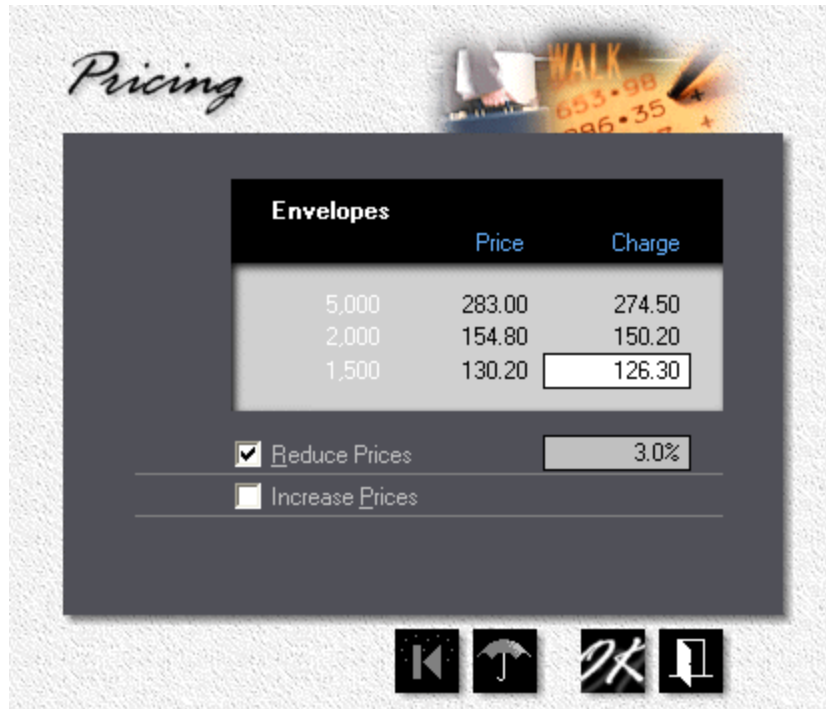 Pricing
WALK
653•98
35
Envelopes
Price Charge
5,000 283.00 274.50
2,000 154.80 150.20
1,500 130.20 126.30
Reduce Prices 3.0%
Increase Prices
OK